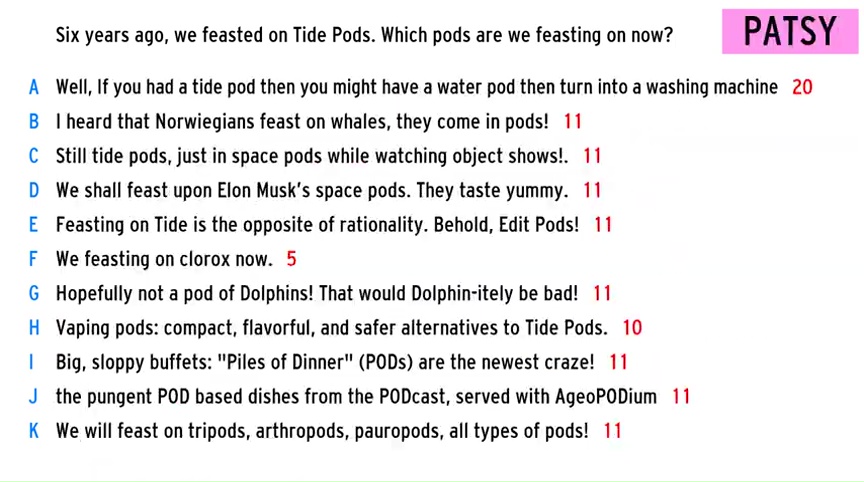 Six years ago, we feasted on Tide Pods. Which pods are we feasting on now?
PATSY
A Well, If you had a tide pod then you might have a water pod then turn into a washing machine 20
B I heard that Norwiegians feast on whales, they come in pods! 11
C Still tide pods, just in space pods while watching object shows!. 11
D We shall feast upon Elon Musk's space pods. They taste yummy. 11
E Feasting on Tide is the opposite of rationality. Behold, Edit Pods! 11
F We feasting on clorox now. 5
G Hopefully not a pod of Dolphins! That would Dolphin-itely be bad! 11
H Vaping pods: compact, flavorful, and safer alternatives to Tide Pods. 10
I Big, sloppy buffets: "Piles of Dinner" (PODs) are the newest craze! 11
J the pungent POD based dishes from the PODcast, served with AgeoPODium 11
K We will feast on tripods, arthropods, pauropods, all types of pods! 11